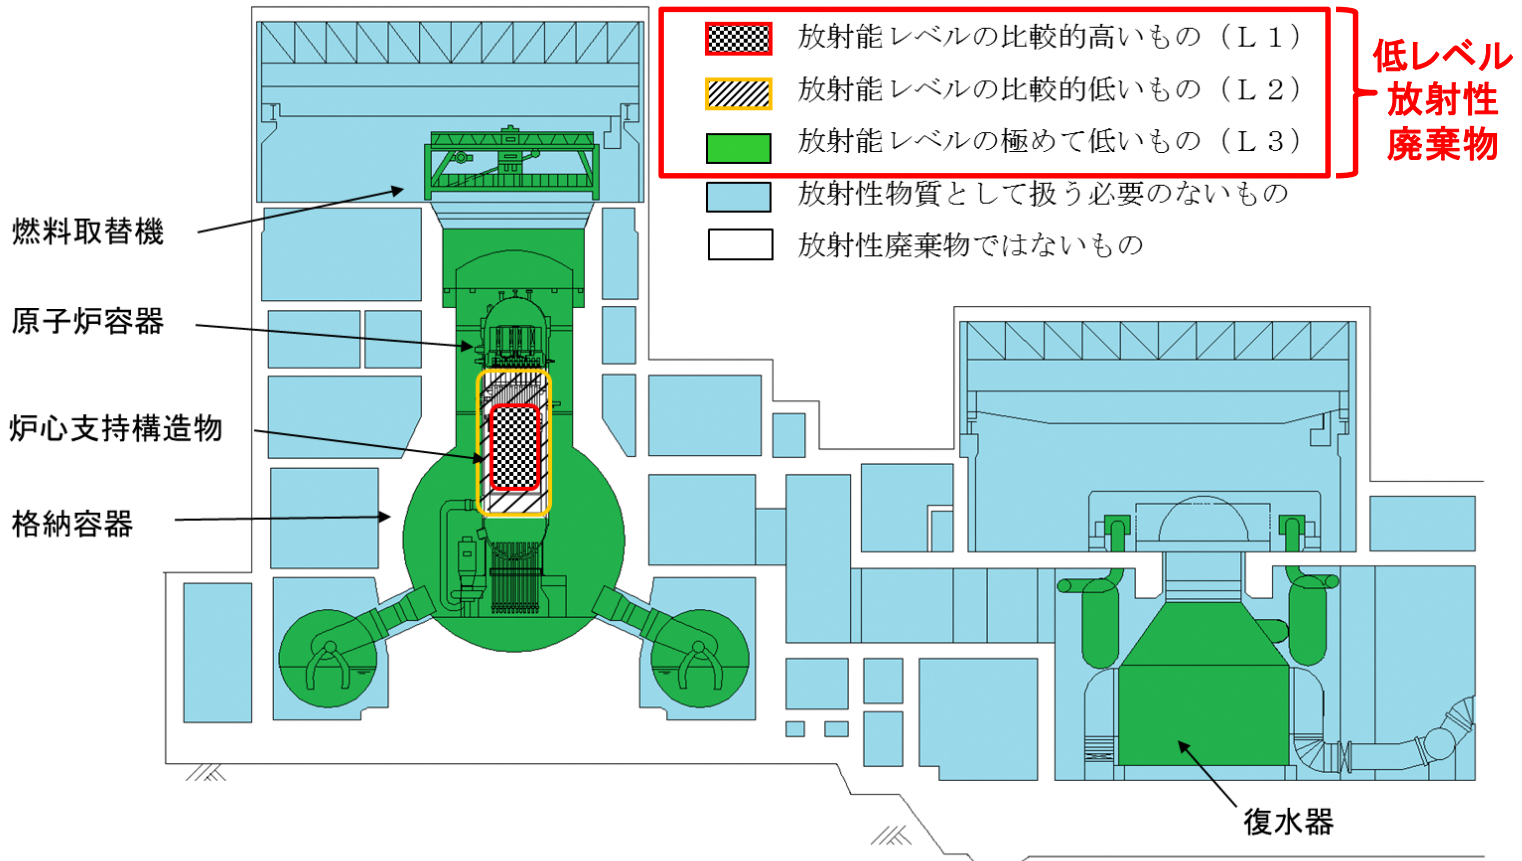 放射能レベルの比較的高いもの（Ｌ１）
放射能レベルの比較的低いもの（Ｌ２）
放射能レベルの極めて低いもの（Ｌ３）
放射性物質として扱う必要のないもの
放射性廃棄物ではないもの
低レベル
放射性
廃棄物
燃料取替機
原子炉容器
炉心支持構造物
格納容器
復水器